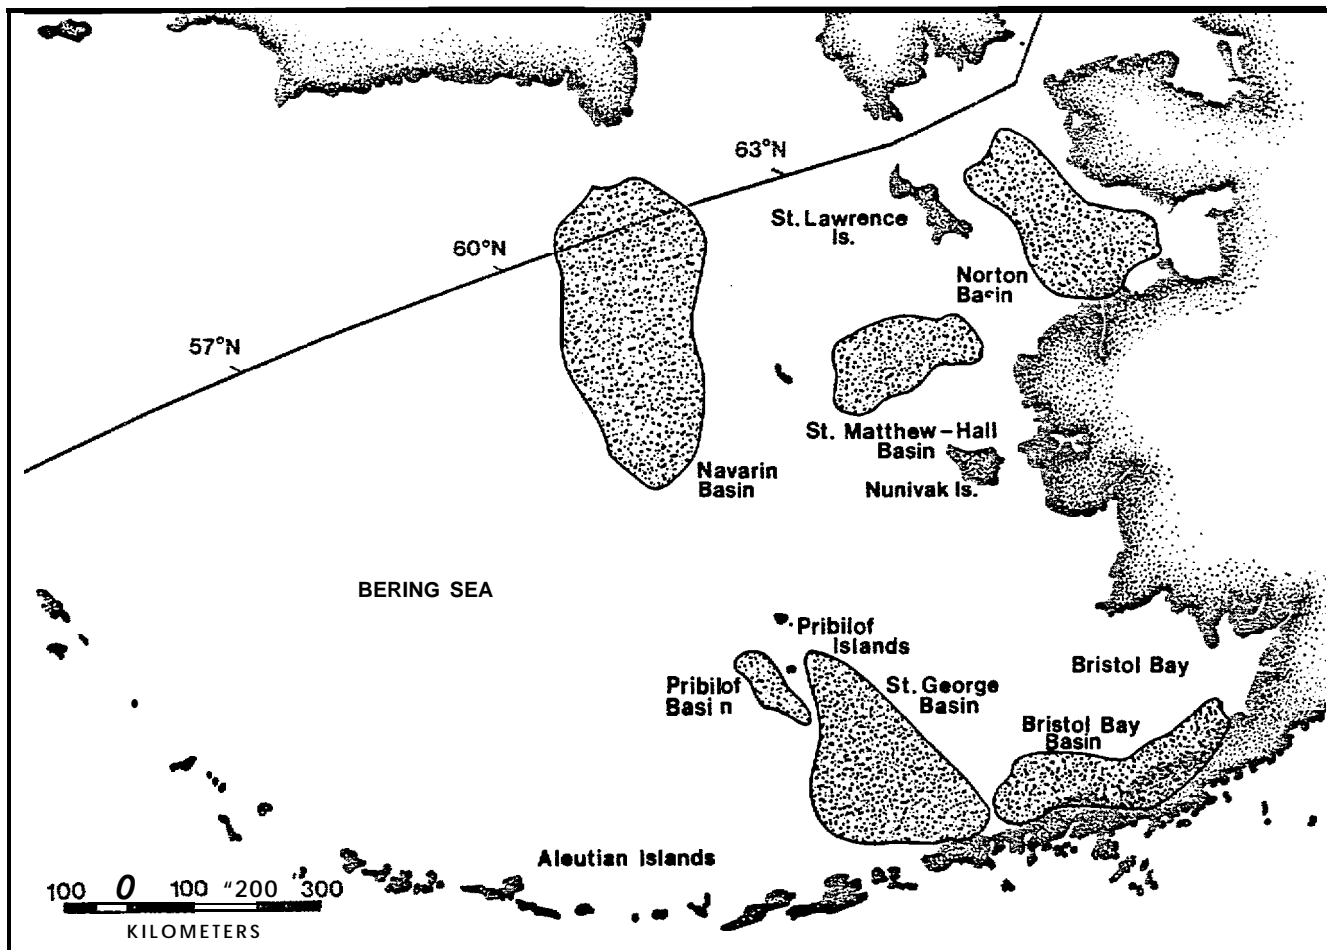 63°N
St. Lawrence
Is.
60°N
Norton
Basin
57°N
St. Matthew-Hall
Basin
Navarin
Basin
Nunivak Is.
BERING SEA
Pribilof
Islands
Bristol Bay
Pribilof
Basin
St. George
Basin
Bristol Bay
Basin
Aleutian Islands
100 0 100 "200 300
KILOMETERS